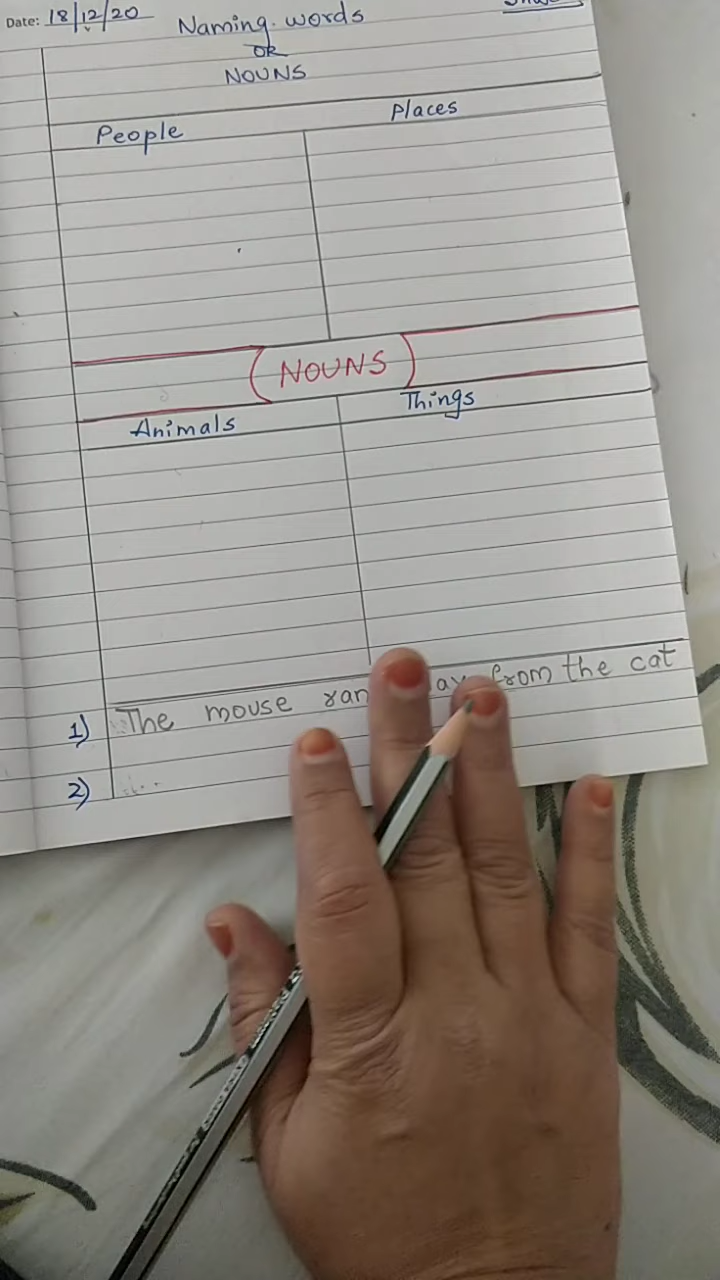 Date: 18/12/20
Naming words
OR
NOUNS
People
Places
NOUNS
Animals
Things
1) The mouse ran from the cat
2)